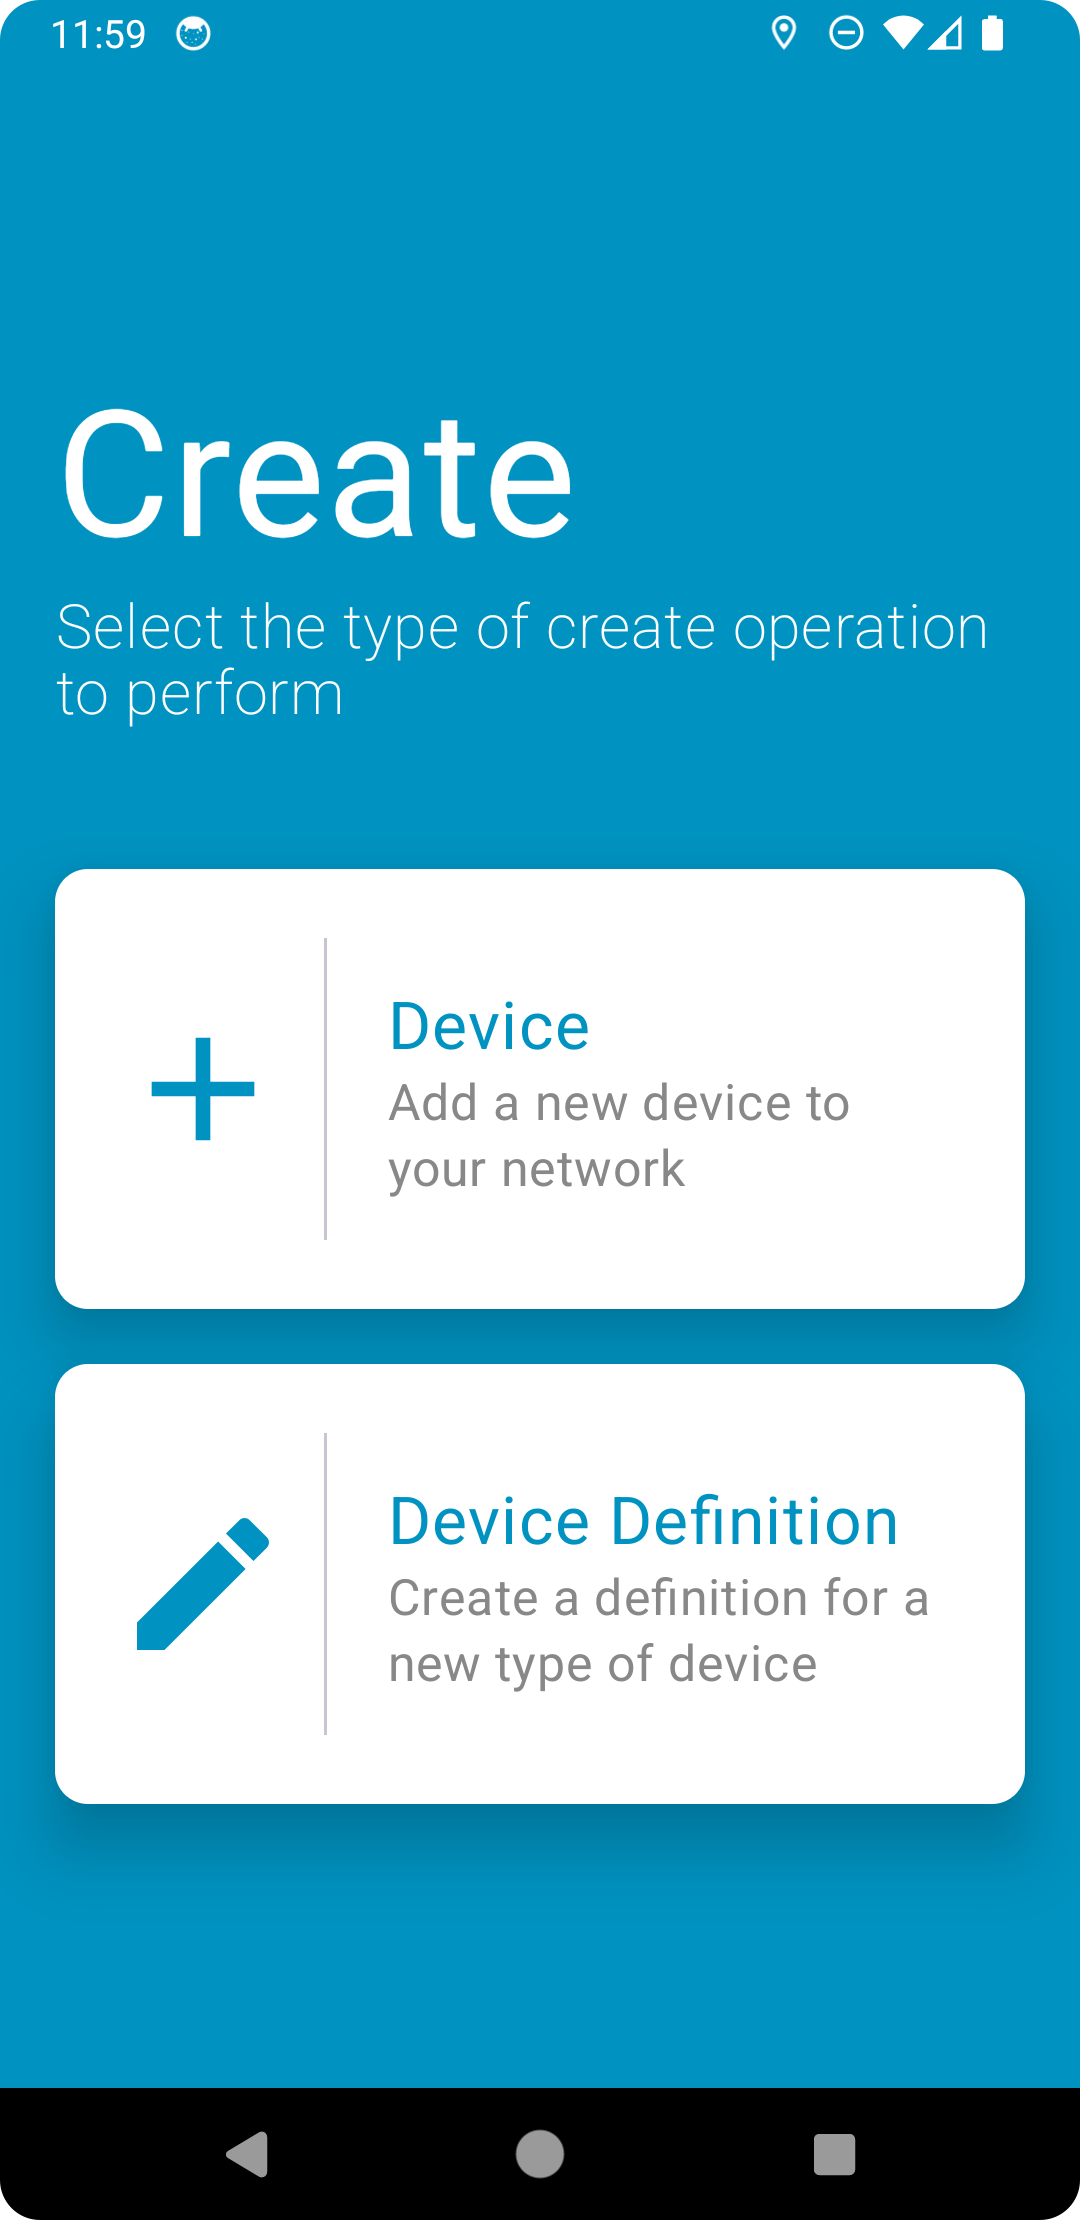 11:59
Create
Select the type of create operation
to perform
Device
Add a new device to
your network
Device Definition
Create a definition for a
new type of device